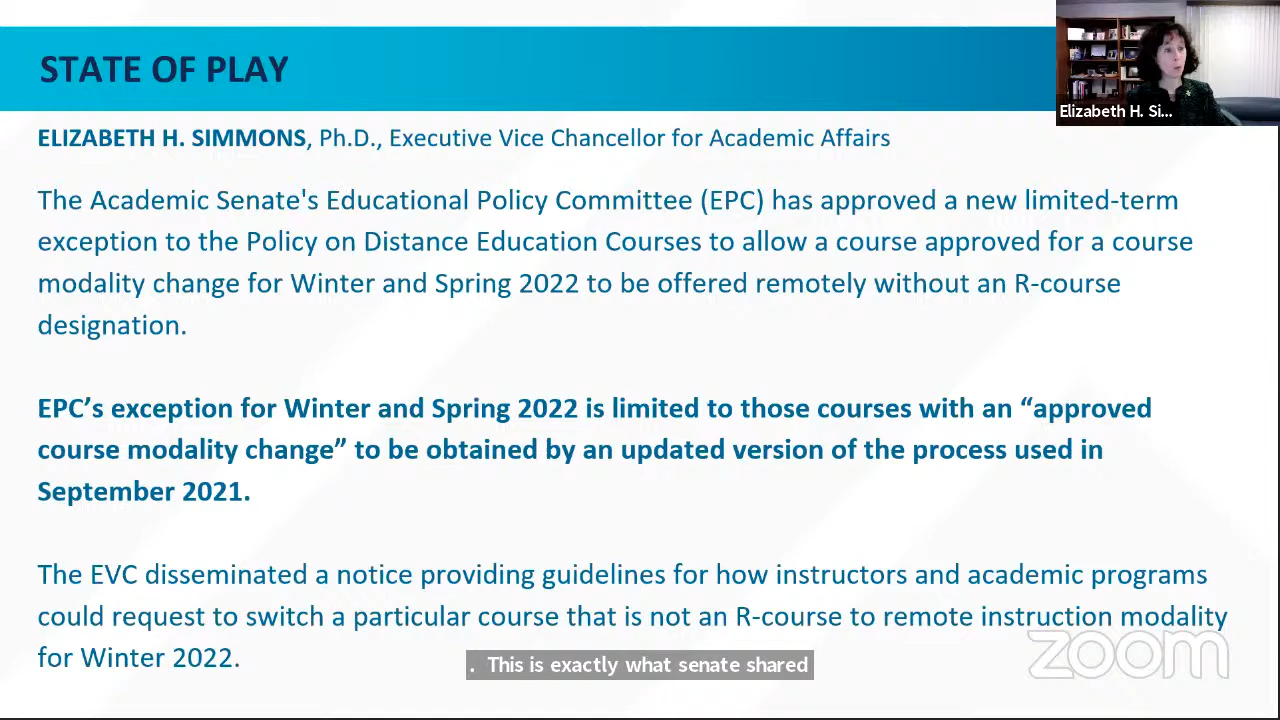 STATE OF PLAY
Elizabeth H. Si...
ELIZABETH H. SIMMONS, Ph.D., Executive Vice Chancellor for Academic Affairs
The Academic Senate's Educational Policy Committee (EPC) has approved a new limited-term
exception to the Policy on Distance Education Courses to allow a course approved for a course
modality change for Winter and Spring 2022 to be offered remotely without an R-course
designation.
EPC’s exception for Winter and Spring 2022 is limited to those courses with an “approved
course modality change” to be obtained by an updated version of the process used in
September 2021.
The EVC disseminated a notice providing guidelines for how instructors and academic programs
could request to switch a particular course that is not an R-course to remote instruction modality
for Winter 2022.
. This is exactly what senate shared
zoom